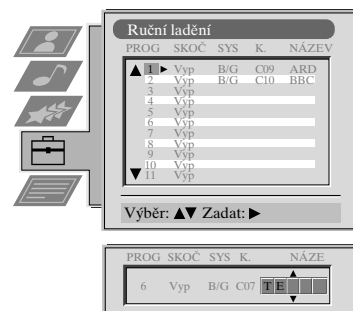 Ruční ladění
PROG SKOČ SYS K. NÁZEV
1 Vyp B/G C09 ARD
2 Vyp B/G C10 BBC
3 Vyp
4 Vyp
5 Vyp
6 Vyp
7 Vyp
8 Vyp
9 Vyp
10 Vyp
11 Vyp
Výběr: ▲▼ Zadat: ▶
PROG SKOČ SYS K. NÁZE
6 Vyp B/G C07 T E